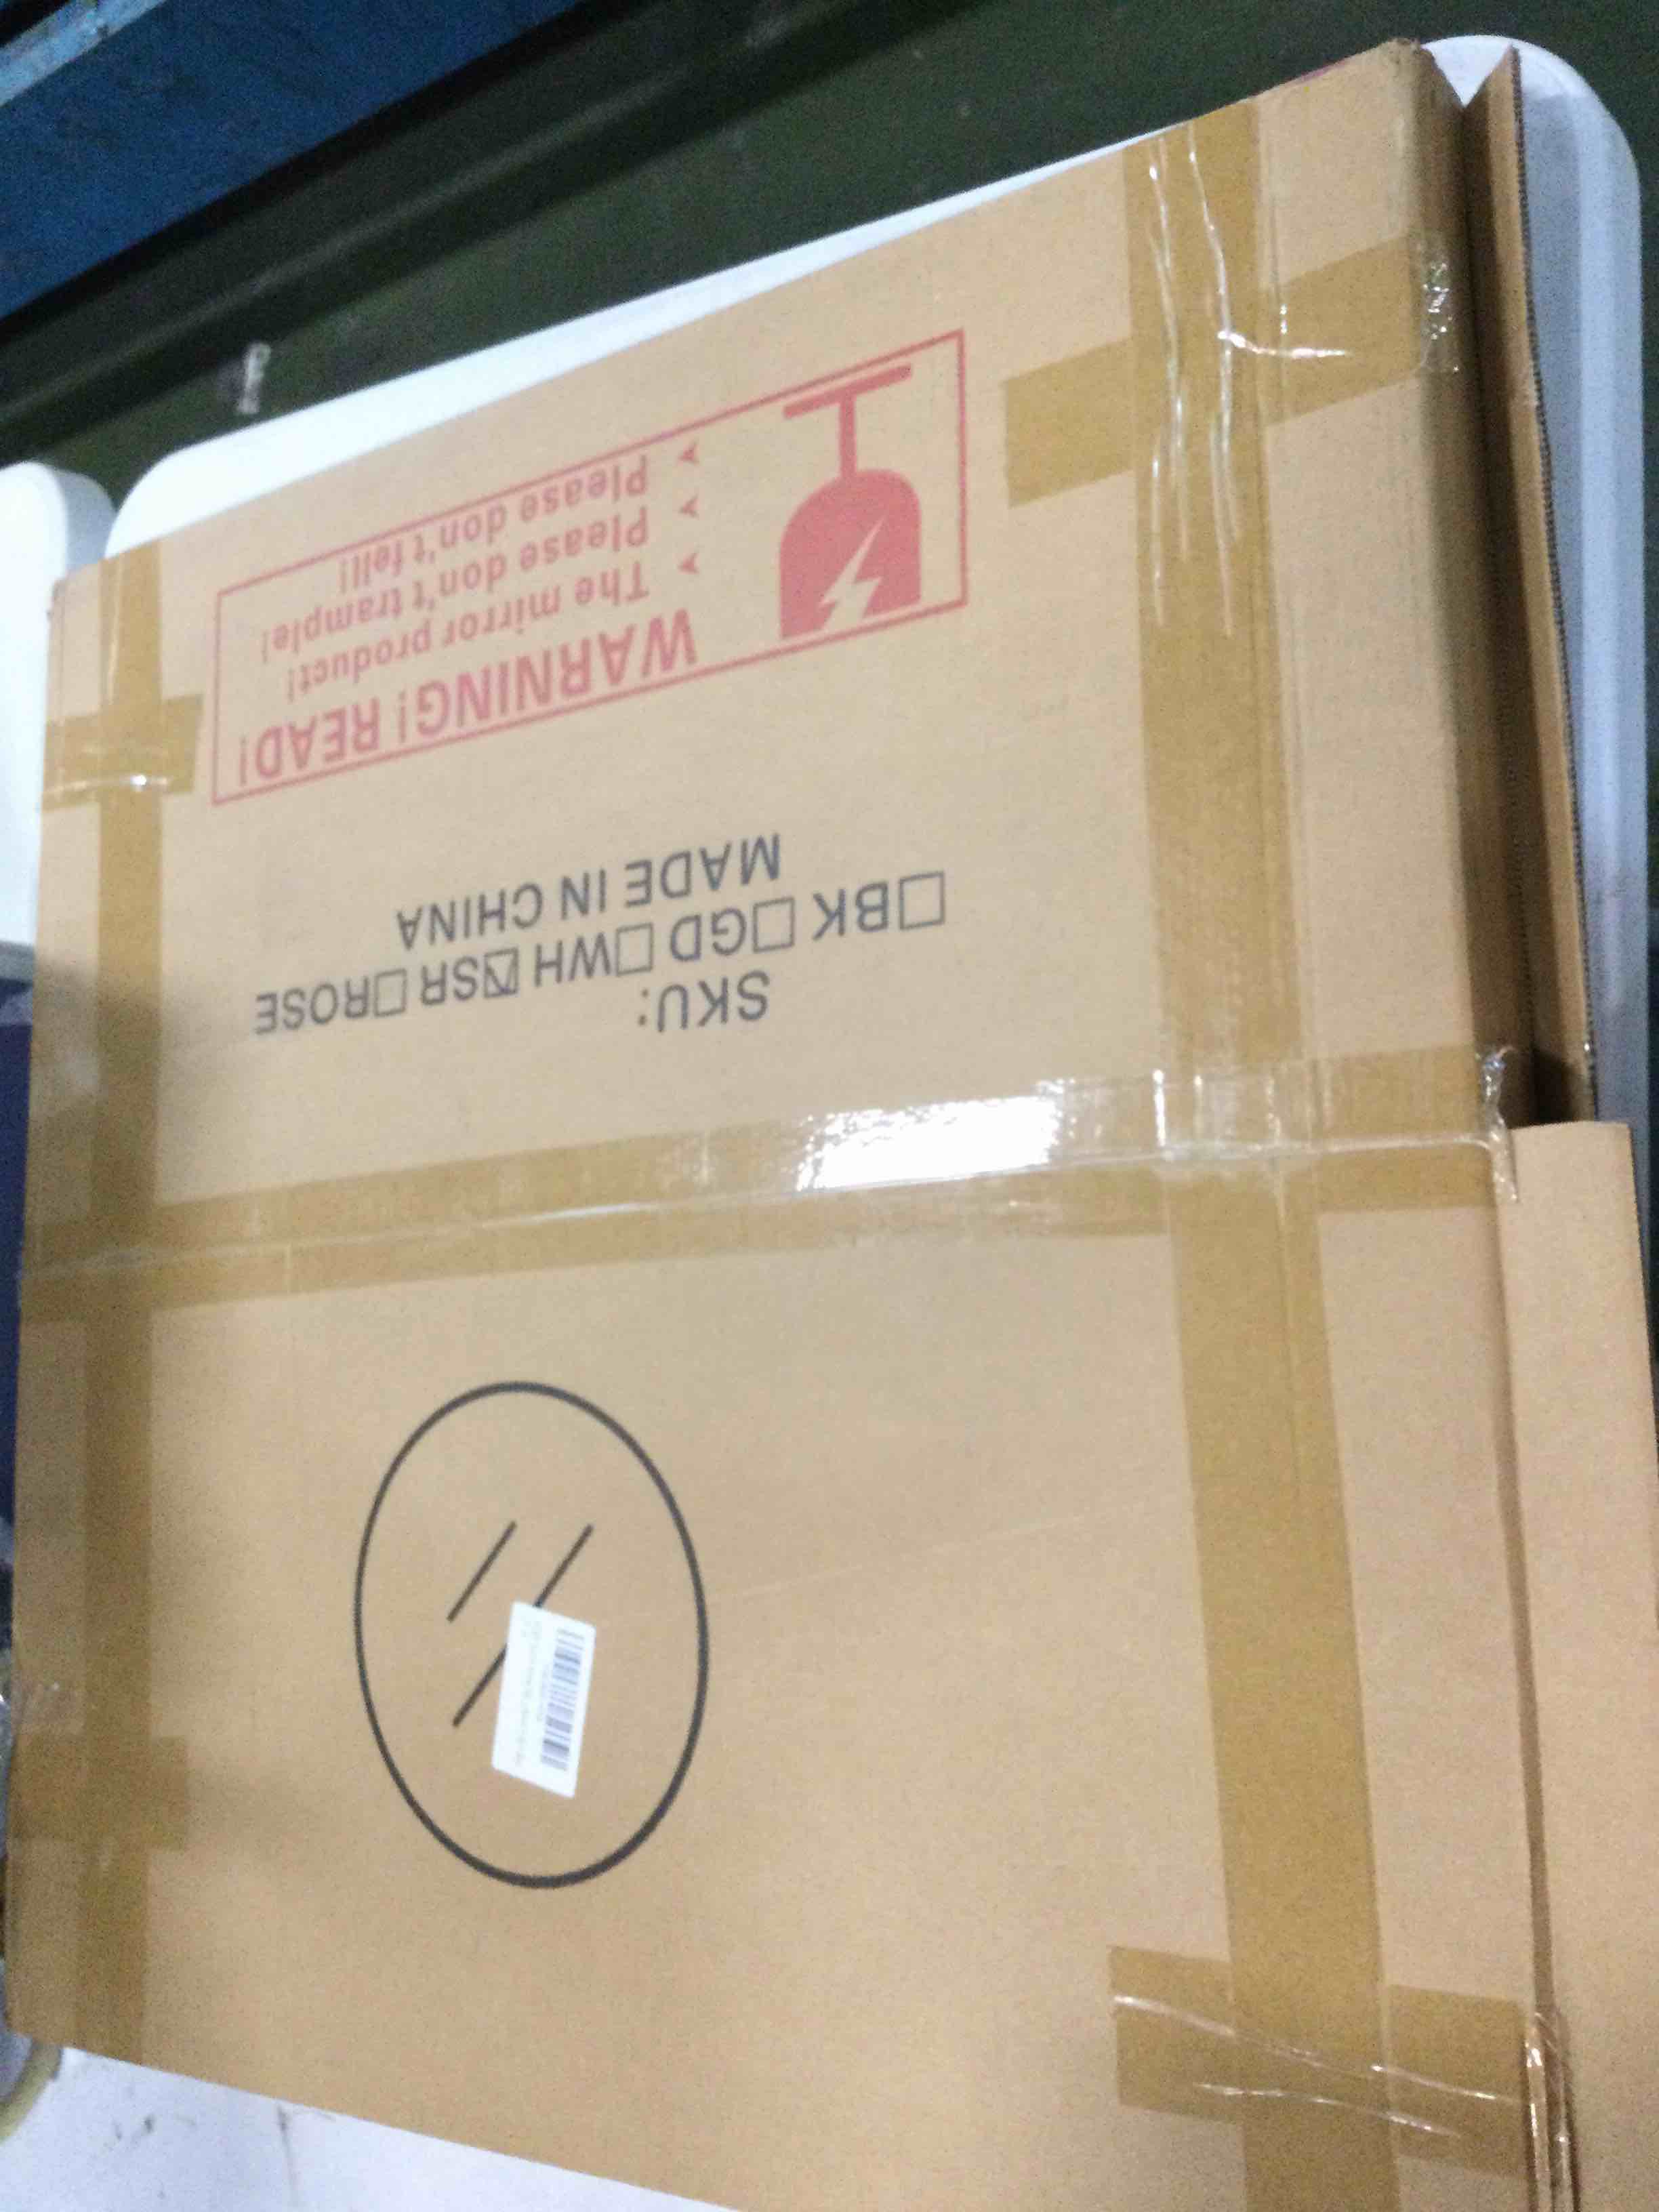 SKU:
□BK □GD □WH ☑SR □ROSE
MADE IN CHINA
WARNING! READ!
➤ The mirror product!
➤ Please don't trample!
➤ Please don't fell!